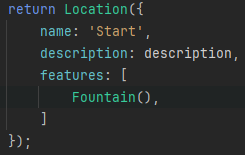 return Location({
    name: 'Start',
    description: description,
    features: [
        Fountain(),
    ]
});